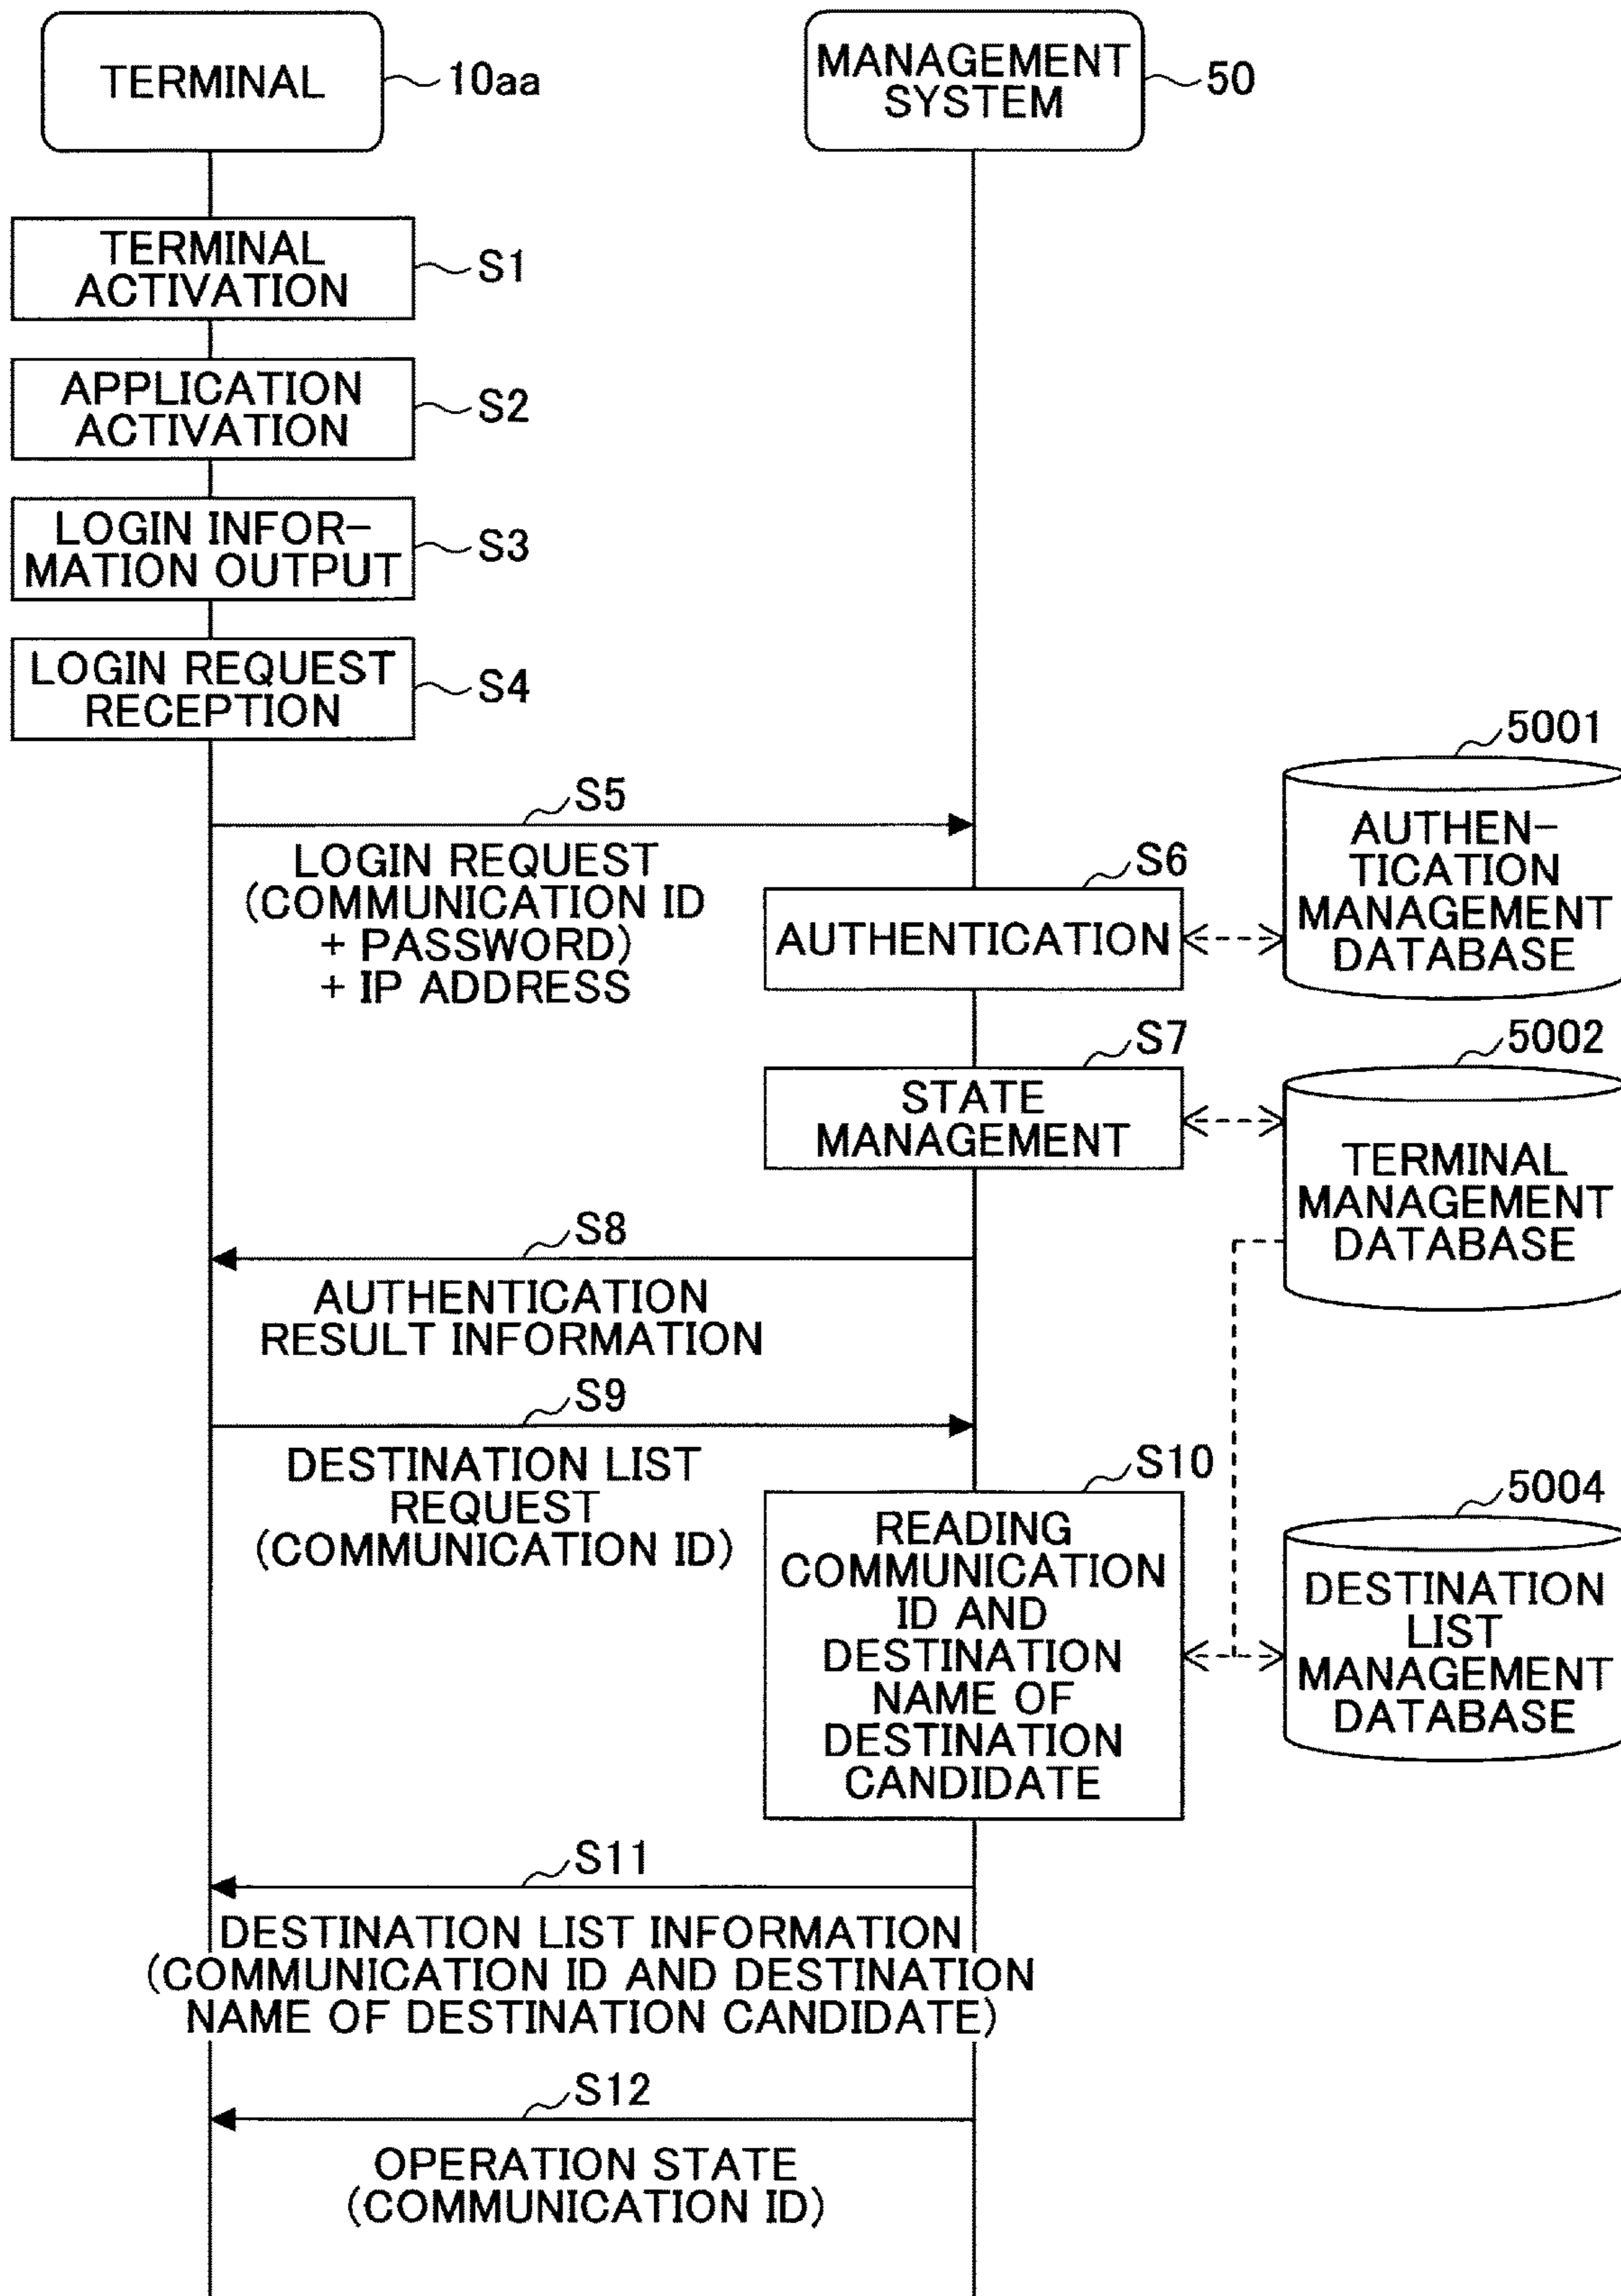 TERMINAL
10aa
MANAGEMENT
SYSTEM
50
TERMINAL
ACTIVATION
S1
APPLICATION
ACTIVATION
S2
LOGIN INFOR-
MATION OUTPUT
S3
LOGIN REQUEST
RECEPTION
S4
S5
LOGIN REQUEST
(COMMUNICATION ID
+ PASSWORD)
+ IP ADDRESS
S6
AUTHENTICATION
5001
AUTHEN-
TICATION
MANAGEMENT
DATABASE
S7
STATE
MANAGEMENT
5002
TERMINAL
MANAGEMENT
DATABASE
S8
AUTHENTICATION
RESULT INFORMATION
S9
DESTINATION LIST
REQUEST
(COMMUNICATION ID)
S10
READING
COMMUNICATION
ID AND
DESTINATION
NAME OF
DESTINATION
CANDIDATE
5004
DESTINATION
LIST
MANAGEMENT
DATABASE
S11
DESTINATION LIST INFORMATION
(COMMUNICATION ID AND DESTINATION
NAME OF DESTINATION CANDIDATE)
S12
OPERATION STATE
(COMMUNICATION ID)